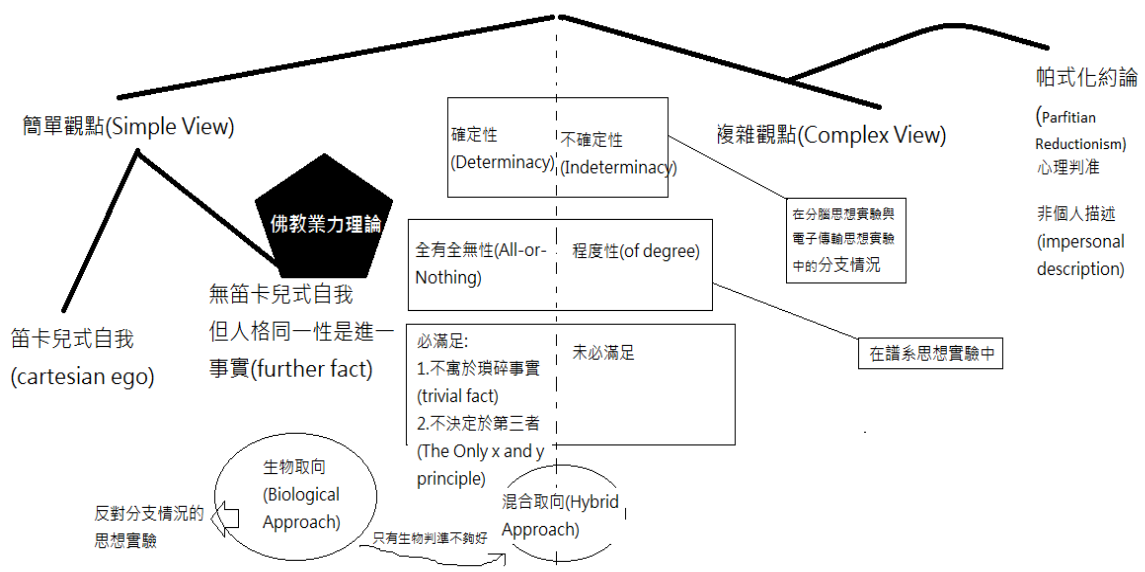 簡單觀點(Simple View)
佛教業力理論
笛卡兒式自我
(cartesian ego)
無笛卡兒式自我
但人格同一性是進一
事實(further fact)
確定性
(Determinacy)
不確定性
(Indeterminacy)
全有全無性(All-or-
Nothing)
程度性(of degree)
必滿足:
1.不寓於瑣碎事實
(trivial fact)
2.不決定於第三者
(The Only x and y
principle)
未必滿足
複雜觀點(Complex View)
帕式化約論
(Parfitian
Reductionism)
心理判准
非個人描述
(impersonal
description)
在分腦思想實驗與
電子傳輸思想實驗
中的分支情況
在譜系思想實驗中
生物取向
(Biological
Approach)
反對分支情況的
思想實驗
只有生物判準不夠好
混合取向(Hybrid
Approach)